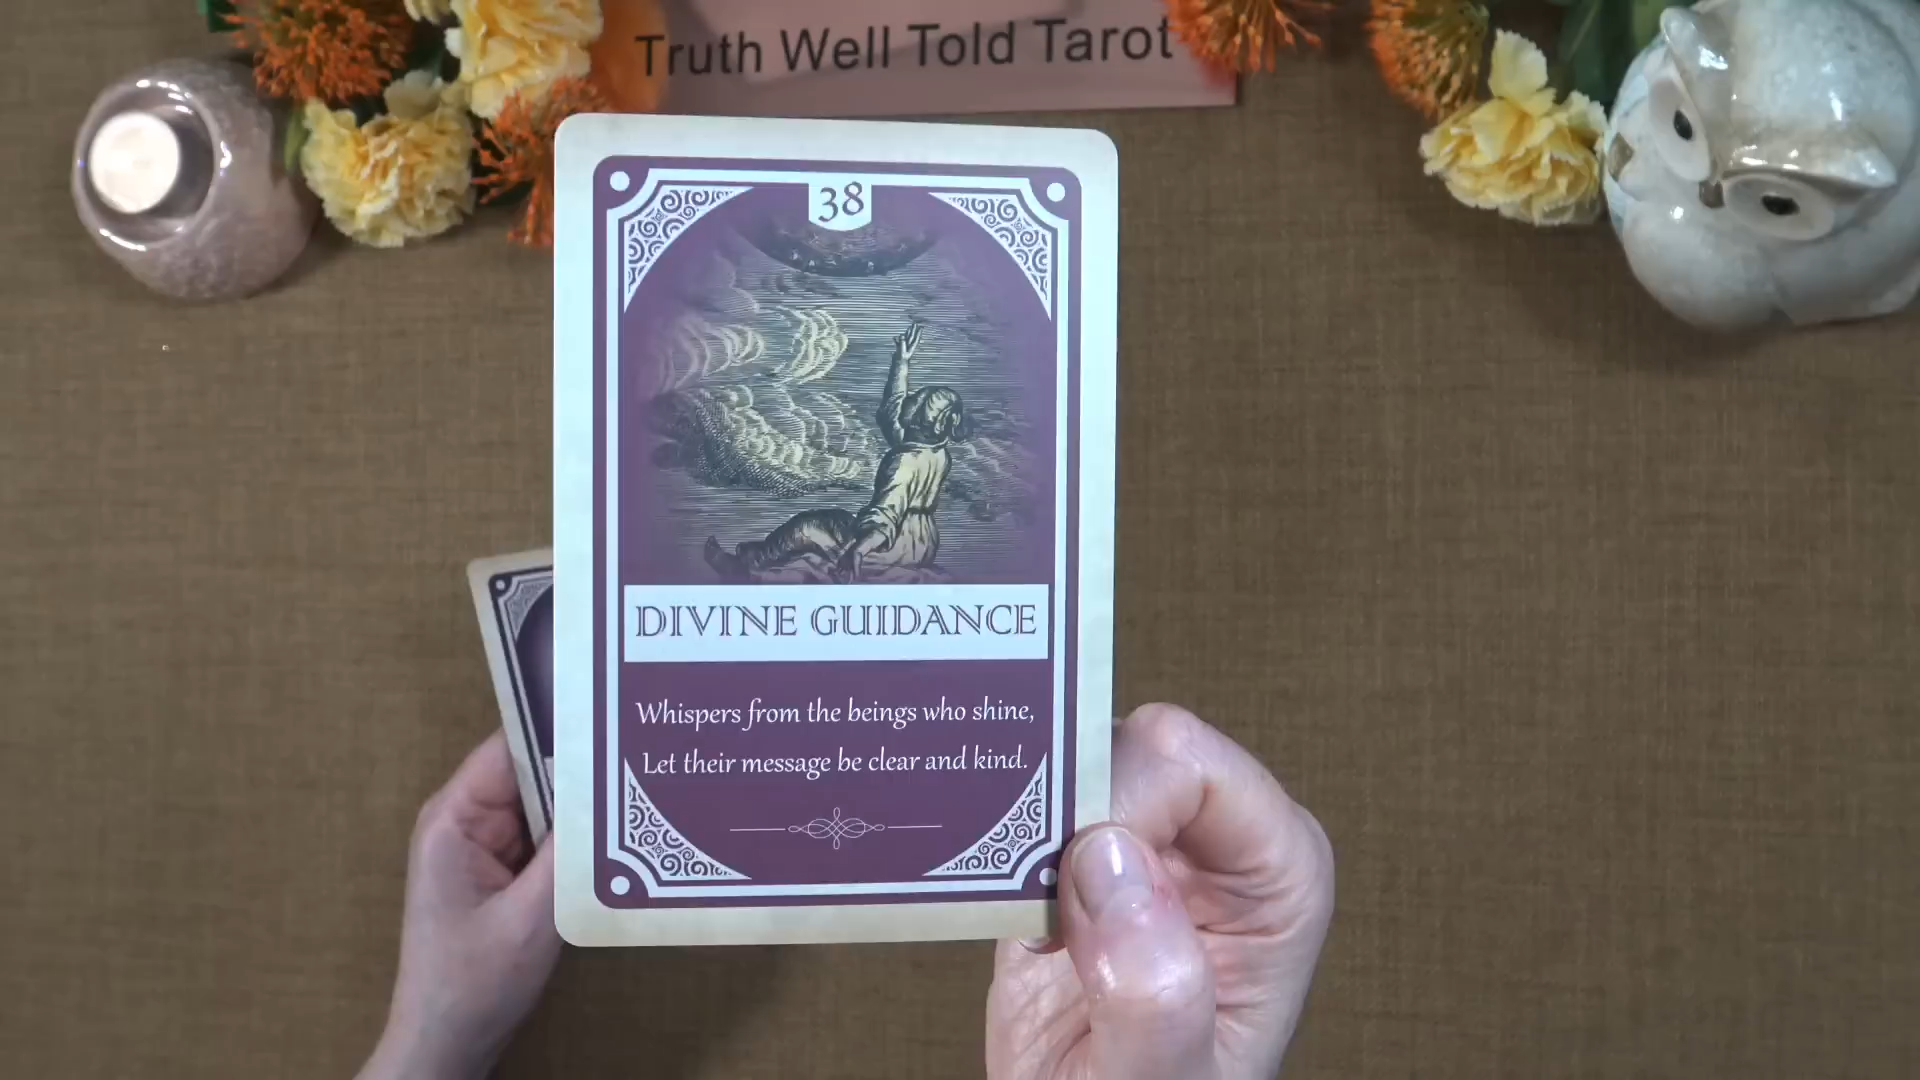 Truth Well Told Tarot
38
DIVINE GUIDANCE
Whispers from the beings who shine,
Let their message be clear and kind.